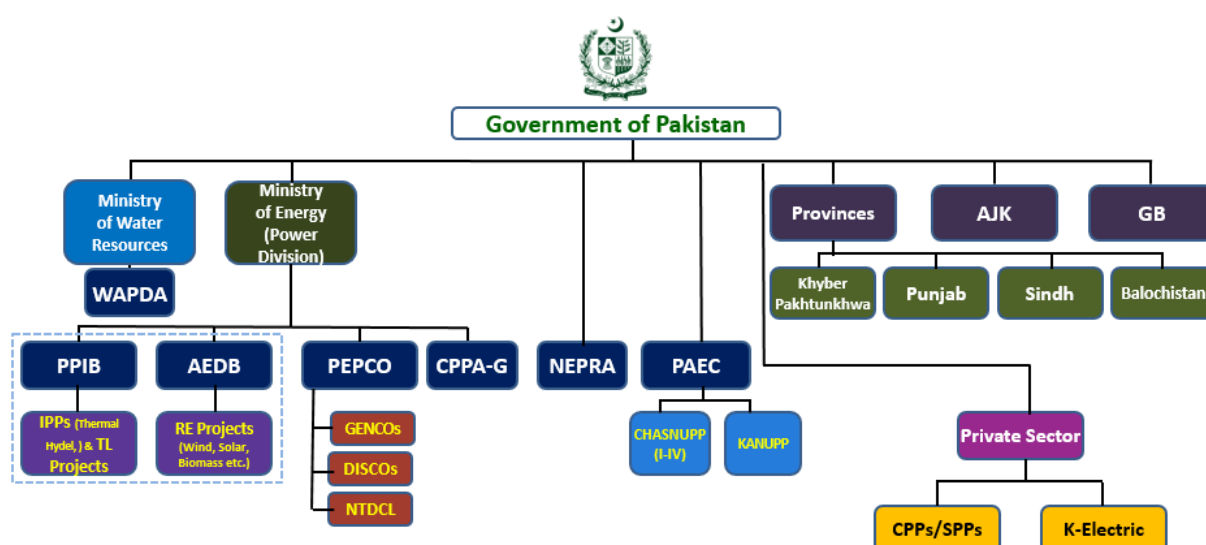 Government of Pakistan
Ministry
of Water
Resources
Ministry
of Energy
(Power
Division)
Provinces
AJK
GB
WAPDA
Khyber
Pakhtunkhwa
Punjab
Sindh
Balochistan
PPIB
AEDB
PEPCO
CPPA-G
NEPRA
PAEC
IPPs (Thermal
Hydel, ) & TL
Projects
RE Projects
(Wind, Solar,
Biomass etc.)
GENCOs
DISCOs
NTDCL
CHASNUPP
(I-IV)
KANUPP
Private Sector
CPPs/SPPs
K-Electric